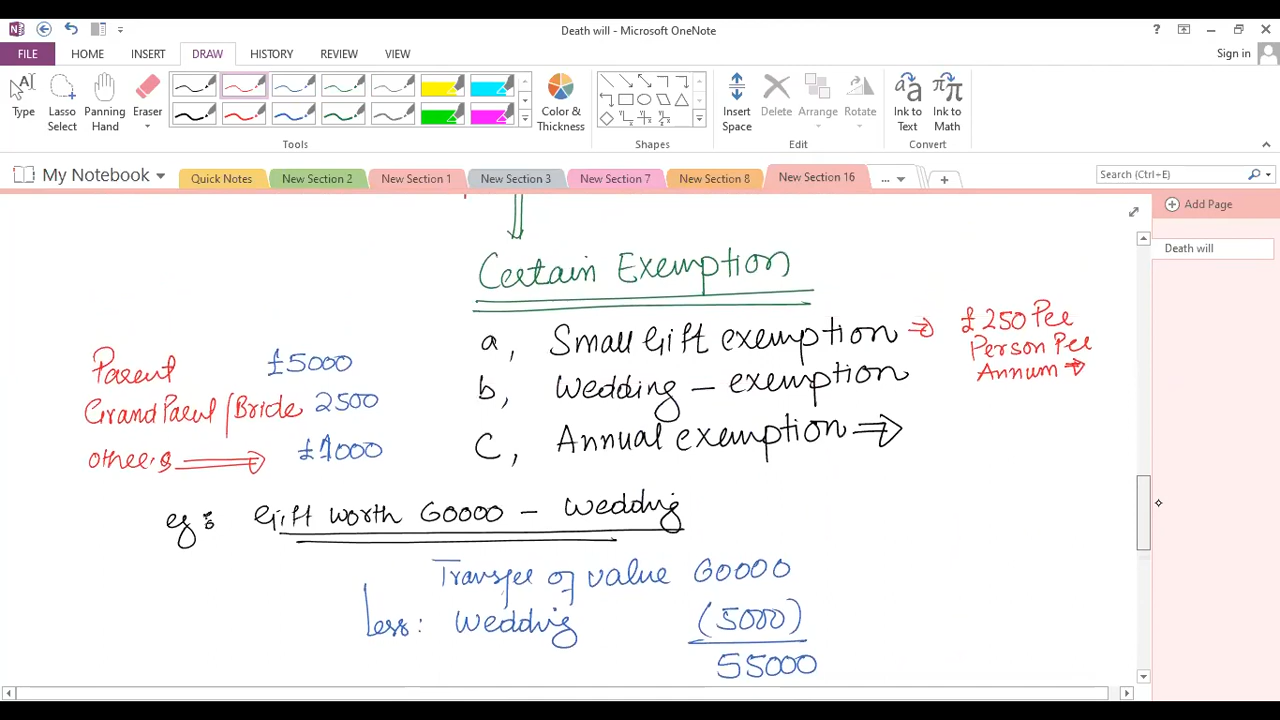 Death will - Microsoft OneNote
Sign in
FILE HOME INSERT DRAW HISTORY REVIEW VIEW
Type
Lasso Select
Panning Hand
Eraser
Color & Thickness
Insert Space
Delete
Arrange
Rotate
Ink to Text
Ink to Math
Tools
Shapes
Edit
Convert
My Notebook
Quick Notes
New Section 2
New Section 1
New Section 3
New Section 7
New Section 8
New Section 16
...
Search (Ctrl+E)
Add Page
Death will
Certain Exemption
a, Small Gift exemption → £250 Per
Person Per
Annum →
b, Wedding - exemption
C, Annual exemption ⇒
Parent £5000
Grand Parent / Bride 2500
others £1000
eg: Gift worth 60000 - Wedding
Transfer of value 60000
Less: Wedding (5000)
55000